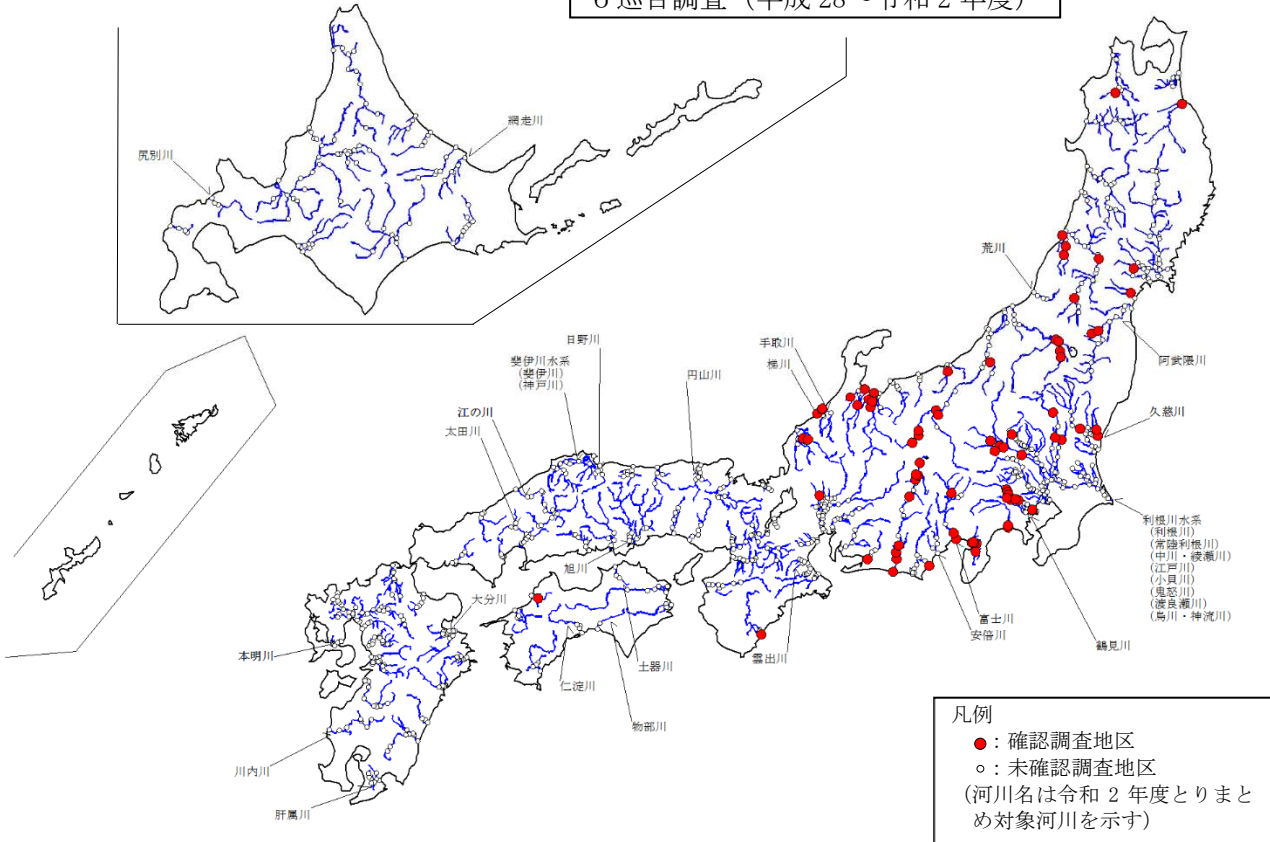 6 巡目調査（平成 28～令和 2 年度）
網走川
尻別川
荒川
阿武隈川
久慈川
手取川
梯川
日野川
斐伊川水系
(斐伊川)
(神戸川)
円山川
江の川
太田川
旭川
大分川
本明川
土器川
仁淀川
物部川
雲出川
川内川
肝属川
富士川
安倍川
鶴見川
利根川水系
(利根川)
(常陸利根川)
(中川・綾瀬川)
(江戸川)
(小貝川)
(鬼怒川)
(渡良瀬川)
(烏川・神流川)
凡例
●：確認調査地区
○：未確認調査地区
(河川名は令和 2 年度とりまと
め対象河川を示す)